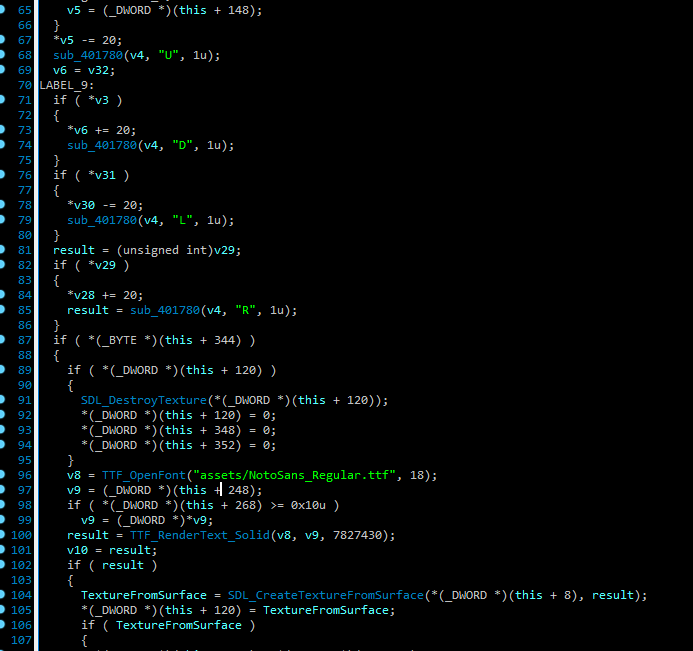 65 v5 = (_DWORD *)(this + 148);
66 }
67 *v5 -= 20;
68 sub_401780(v4, "U", 1u);
69 v6 = v32;
70 LABEL_9:
71 if ( *v3 )
72 {
73 *v6 += 20;
74 sub_401780(v4, "D", 1u);
75 }
76 if ( *v31 )
77 {
78 *v30 -= 20;
79 sub_401780(v4, "L", 1u);
80 }
81 result = (unsigned int)v29;
82 if ( *v29 )
83 {
84 *v28 += 20;
85 result = sub_401780(v4, "R", 1u);
86 }
87 if ( *(_BYTE *)(this + 344) )
88 {
89 if ( *(_DWORD *)(this + 120) )
90 {
91 SDL_DestroyTexture(*(_DWORD *)(this + 120));
92 *(_DWORD *)(this + 120) = 0;
93 *(_DWORD *)(this + 348) = 0;
94 *(_DWORD *)(this + 352) = 0;
95 }
96 v8 = TTF_OpenFont("assets/NotoSans_Regular.ttf", 18);
97 v9 = (_DWORD *)(this + 248);
98 if ( *(_DWORD *)(this + 268) >= 0x10u )
99 v9 = (_DWORD *)*v9;
100 result = TTF_RenderText_Solid(v8, v9, 7827430);
101 v10 = result;
102 if ( result )
103 {
104 TextureFromSurface = SDL_CreateTextureFromSurface(*(_DWORD *)(this + 8), result);
105 *(_DWORD *)(this + 120) = TextureFromSurface;
106 if ( TextureFromSurface )
107 {